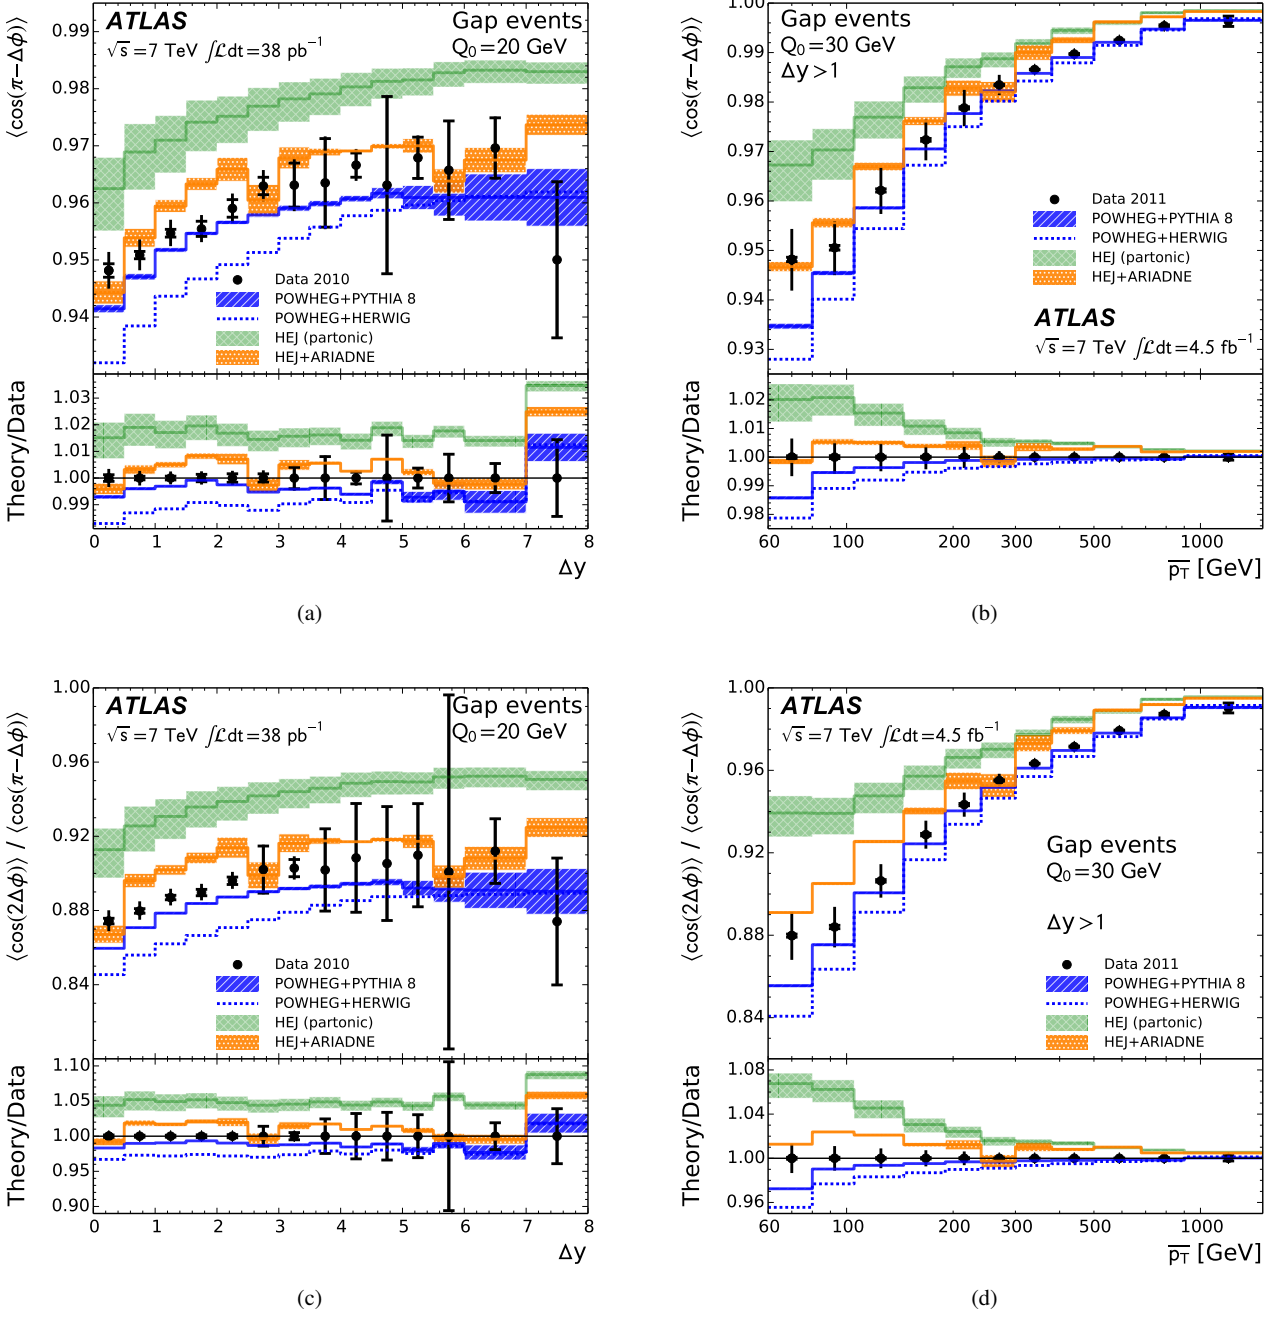 ATLAS
√s=7 TeV ∫ℒdt=38 pb⁻¹
Gap events
Q₀=20 GeV
⟨cos(π−Δϕ)⟩
0.99
0.98
0.97
0.96
0.95
0.94
Data 2010
POWHEG+PYTHIA 8
POWHEG+HERWIG
HEJ (partonic)
HEJ+ARIADNE
Theory/Data
1.03
1.02
1.01
1.00
0.99
0 1 2 3 4 5 6 7 8
Δy
(a)
Gap events
Q₀=30 GeV
Δy>1
⟨cos(π−Δϕ)⟩
1.00
0.99
0.98
0.97
0.96
0.95
0.94
0.93
Data 2011
POWHEG+PYTHIA 8
POWHEG+HERWIG
HEJ (partonic)
HEJ+ARIADNE
ATLAS
√s=7 TeV ∫ℒdt=4.5 fb⁻¹
Theory/Data
1.02
1.01
1.00
0.99
0.98
60 100 200 300 500 1000
p̅_T̅ [GeV]
(b)
ATLAS
√s=7 TeV ∫ℒdt=38 pb⁻¹
Gap events
Q₀=20 GeV
⟨cos(2Δϕ)⟩ / ⟨cos(π−Δϕ)⟩
1.00
0.96
0.92
0.88
0.84
Data 2010
POWHEG+PYTHIA 8
POWHEG+HERWIG
HEJ (partonic)
HEJ+ARIADNE
Theory/Data
1.10
1.05
1.00
0.95
0.90
0 1 2 3 4 5 6 7 8
Δy
(c)
ATLAS
√s=7 TeV ∫ℒdt=4.5 fb⁻¹
⟨cos(2Δϕ)⟩ / ⟨cos(π−Δϕ)⟩
1.00
0.96
0.92
0.88
0.84
Gap events
Q₀=30 GeV
Δy>1
Data 2011
POWHEG+PYTHIA 8
POWHEG+HERWIG
HEJ (partonic)
HEJ+ARIADNE
Theory/Data
1.08
1.04
1.00
0.96
60 100 200 300 500 1000
p̅_T̅ [GeV]
(d)